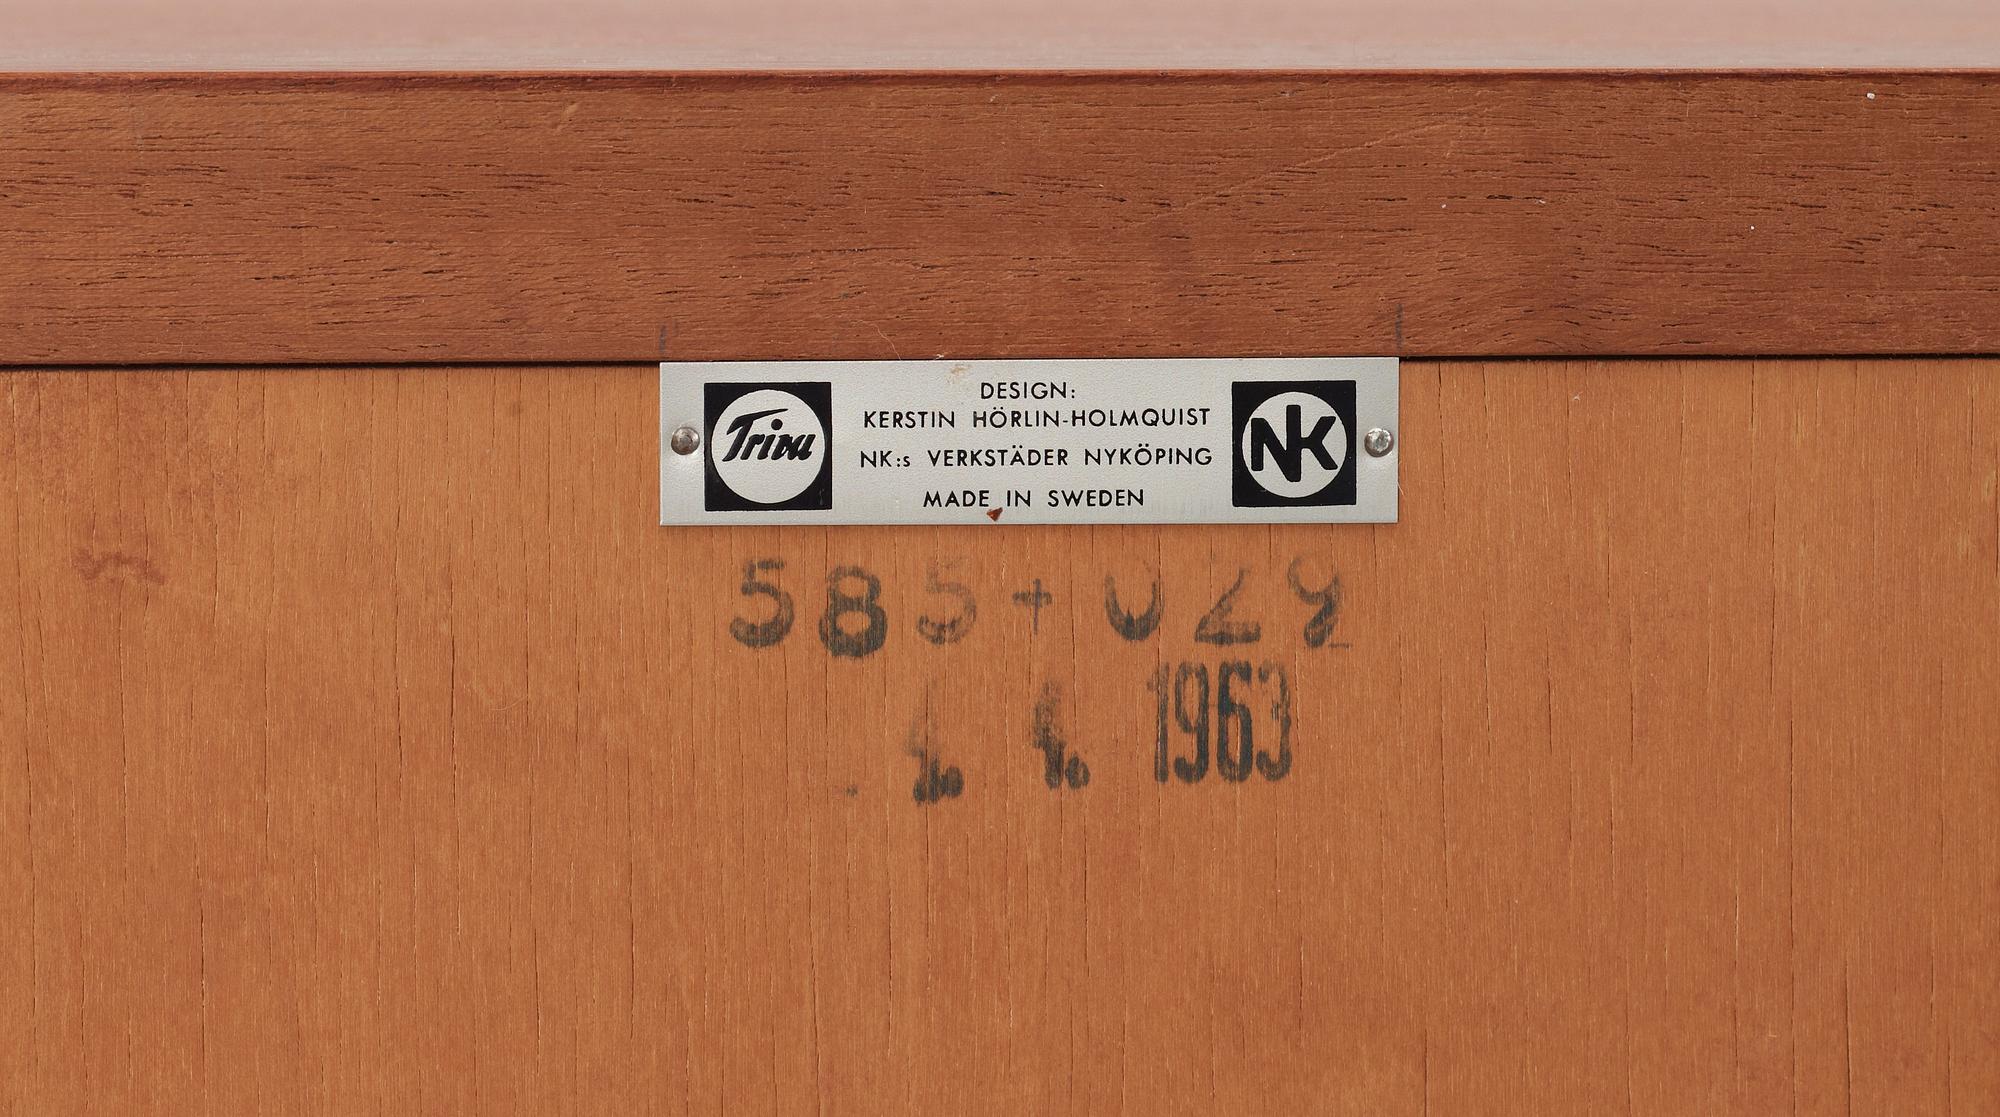 Triva
DESIGN:
KERSTIN HÖRLIN-HOLMQUIST
NK:s VERKSTÄDER NYKÖPING
MADE IN SWEDEN
NK
585+029
1963